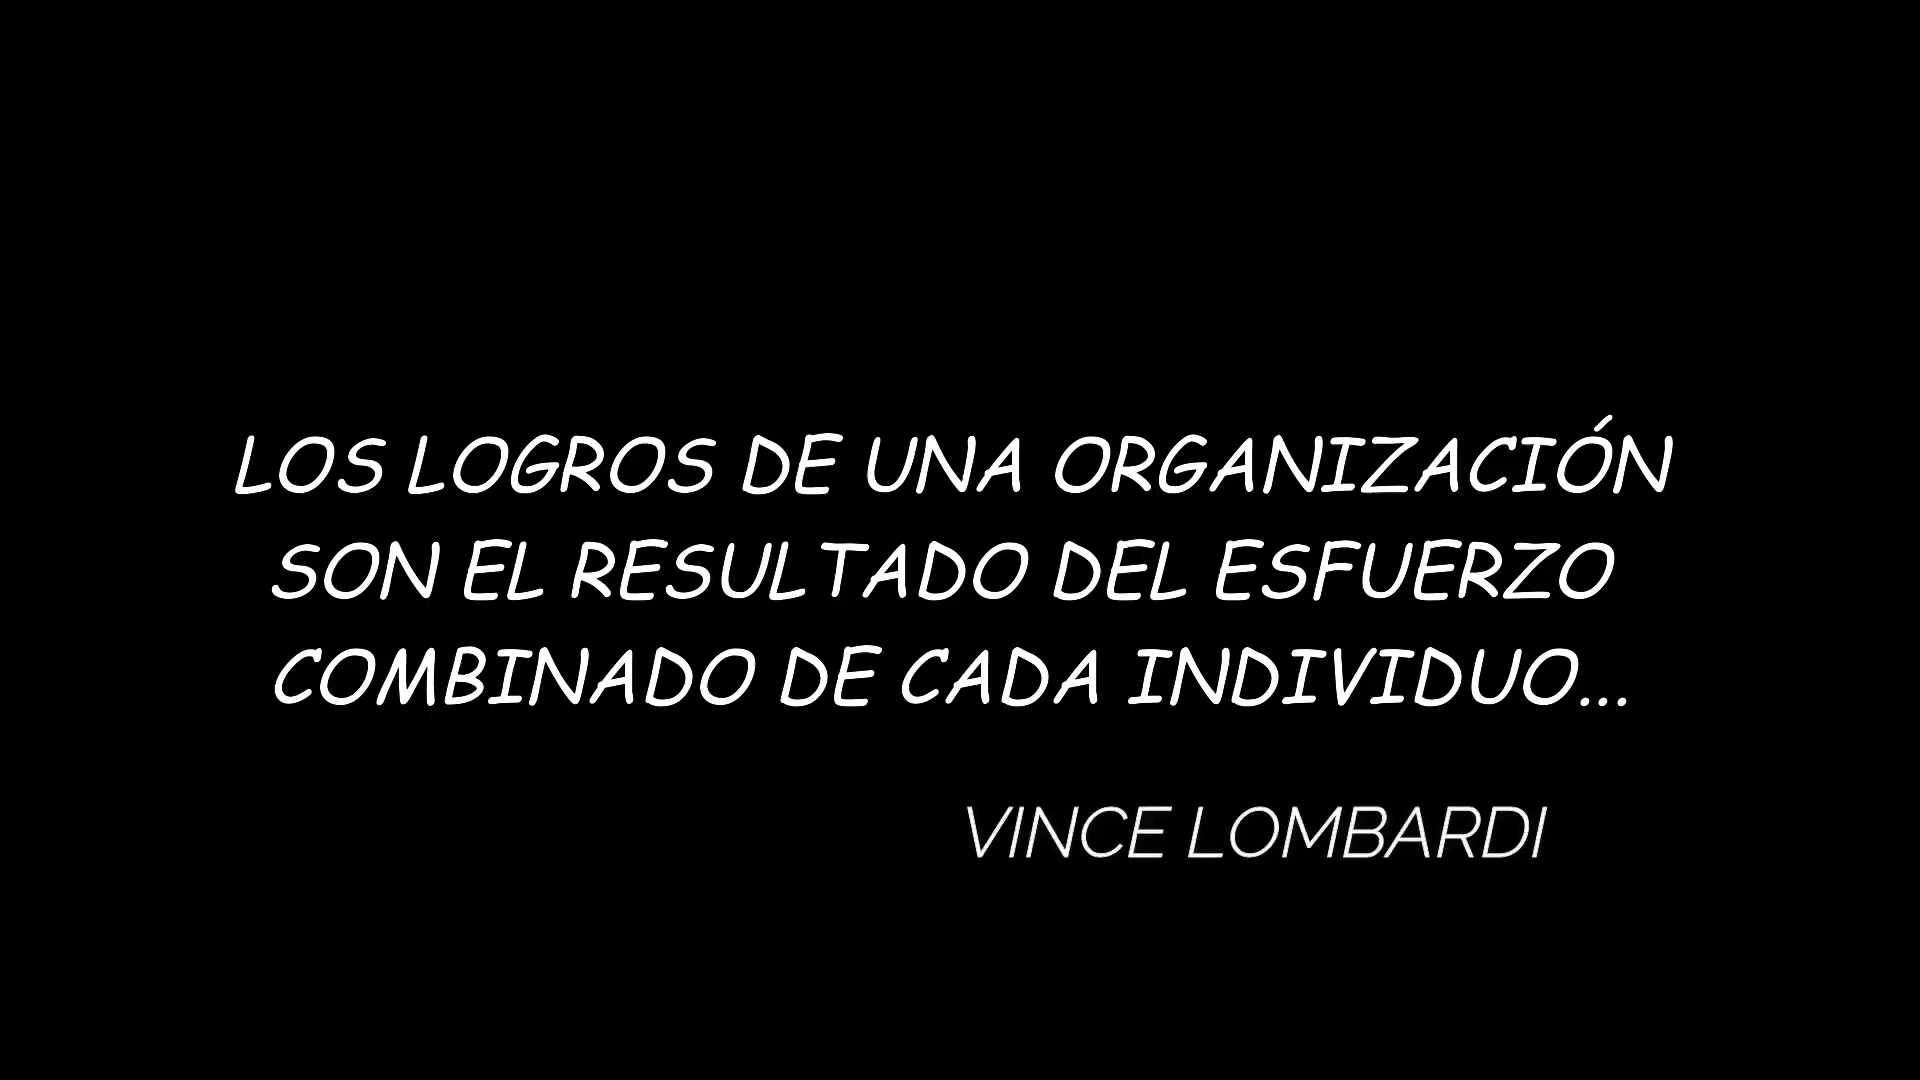 LOS LOGROS DE UNA ORGANIZACIÓN
SON EL RESULTADO DEL ESFUERZO
COMBINADO DE CADA INDIVIDUO...
VINCE LOMBARDI